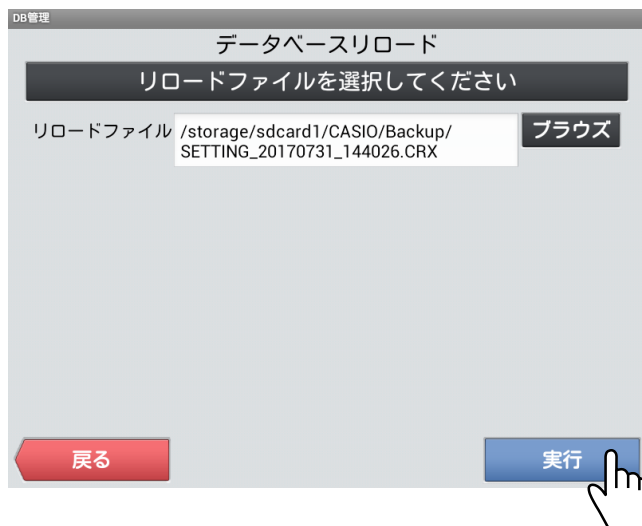 DB管理
データベースリロード
リロードファイルを選択してください
リロードファイル /storage/sdcard1/CASIO/Backup/ ブラウズ
SETTING_20170731_144026.CRX
戻る 実行